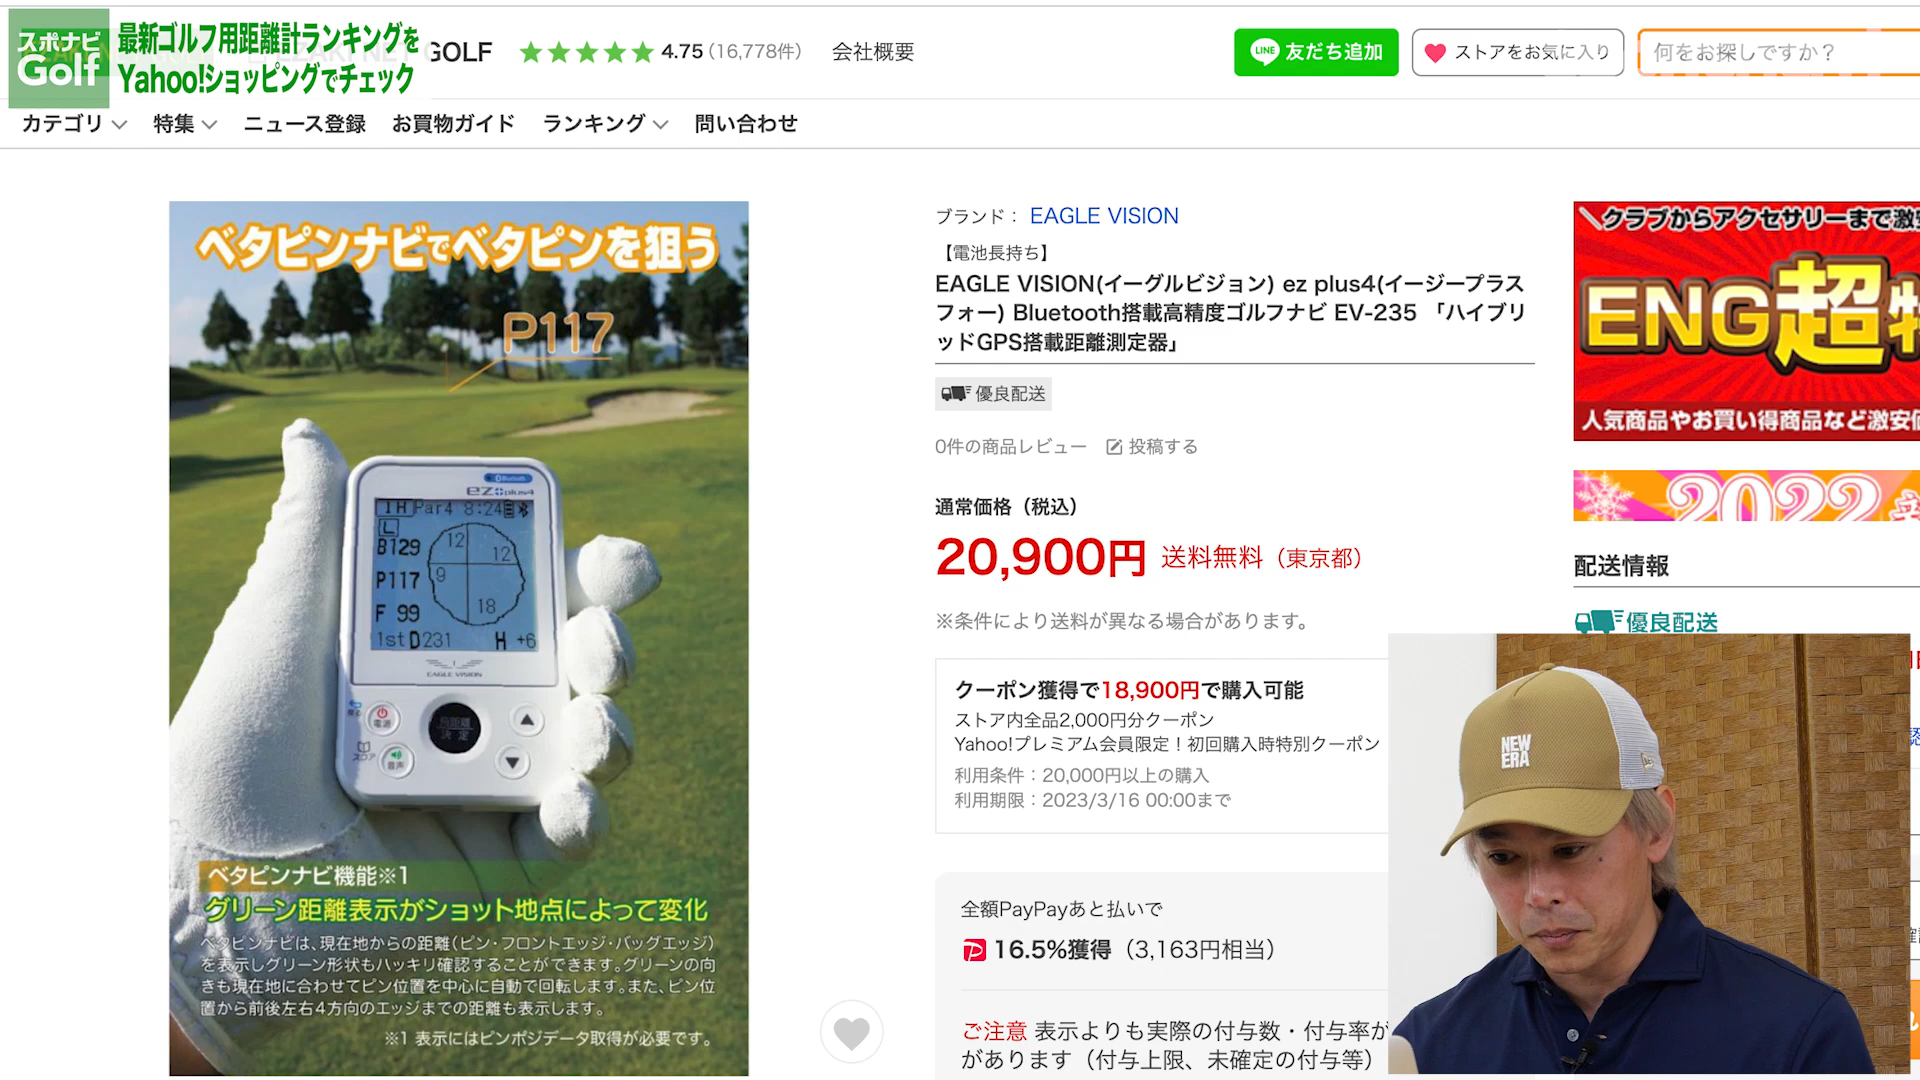 スポナビ
Golf
最新ゴルフ用距離計ランキングを
Yahoo!ショッピングでチェック
GOLF
4.75(16,778件)
会社概要
LINE 友だち追加
ストアをお気に入り
何をお探しですか？
カテゴリ
特集
ニュース登録
お買物ガイド
ランキング
問い合わせ
ベタピンナビでベタピンを狙う
P117
Bluetooth
ez plus4
1H Par4 8:24
L
B129
P117
F 99
12
12
9
18
1st D231 H +6
EAGLE VISION
戻る
電源
飛距離
決定
スコア
音声
ベタピンナビ機能※1
グリーン距離表示がショット地点によって変化
ベタピンナビは、現在地からの距離(ピン・フロントエッジ・バッグエッジ)
を表示しグリーン形状もハッキリ確認することができます。グリーンの向
きも現在地に合わせてピン位置を中心に自動で回転します。また、ピン位
置から前後左右4方向のエッジまでの距離も表示します。
※1 表示にはピンポジデータ取得が必要です。
ブランド： EAGLE VISION
【電池長持ち】
EAGLE VISION(イーグルビジョン) ez plus4(イージープラス
フォー) Bluetooth搭載高精度ゴルフナビ EV-235 「ハイブリ
ッドGPS搭載距離測定器」
優良配送
0件の商品レビュー 投稿する
通常価格（税込）
20,900円 送料無料（東京都）
※条件により送料が異なる場合があります。
クーポン獲得で18,900円で購入可能
ストア内全品2,000円分クーポン
Yahoo!プレミアム会員限定！初回購入時特別クーポン
利用条件：20,000円以上の購入
利用期限：2023/3/16 00:00まで
全額PayPayあと払いで
16.5%獲得（3,163円相当）
ご注意 表示よりも実際の付与数・付与率が
があります（付与上限、未確定の付与等）
＼クラブからアクセサリーまで激安
ENG超特
人気商品やお買い得商品など激安価
2022
配送情報
優良配送
NEW
ERA